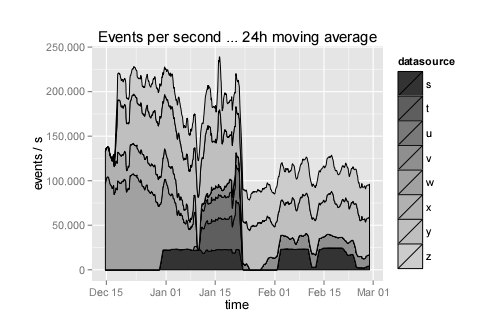 Events per second ... 24h moving average
250,000
200,000
150,000
100,000
50,000
0
events / s
Dec 15
Jan 01
Jan 15
Feb 01
Feb 15
Mar 01
time
datasource
s
t
u
v
w
x
y
z